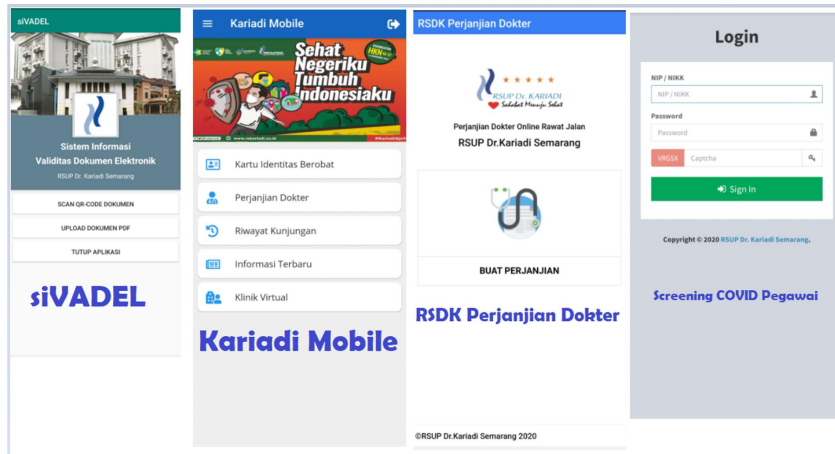 siVADEL
Sistem Informasi
Validitas Dokumen Elektronik
RSUP Dr. Kariadi Semarang
SCAN QR-CODE DOKUMEN
UPLOAD DOKUMEN PDF
TUTUP APLIKASI
siVADEL
Kariadi Mobile
Sehat
Negeriku
Tumbuh
Indonesiaku
Kartu Identitas Berobat
Perjanjian Dokter
Riwayat Kunjungan
Informasi Terbaru
Klinik Virtual
Kariadi Mobile
RSDK Perjanjian Dokter
RSUP Dr. KARIADI
Sahabat Menuju Sehat
Perjanjian Dokter Online Rawat Jalan
RSUP Dr.Kariadi Semarang
BUAT PERJANJIAN
RSDK Perjanjian Dokter
©RSUP Dr.Kariadi Semarang 2020
Login
NIP / NIKK
NIP / NIKK
Password
Password
VRGSX Captcha
Sign In
Copyright © 2020 RSUP Dr. Kariadi Semarang.
Screening COVID Pegawai